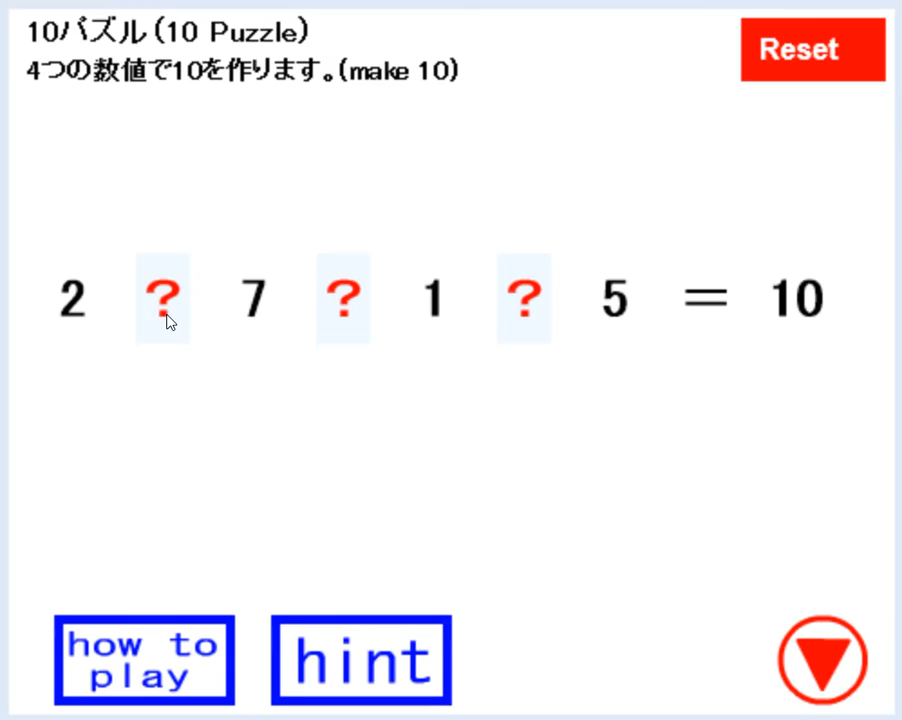 10パズル(10 Puzzle)
4つの数値で10を作ります。(make 10)
Reset
2 ? 7 ? 1 ? 5 = 10
how to
play
hint